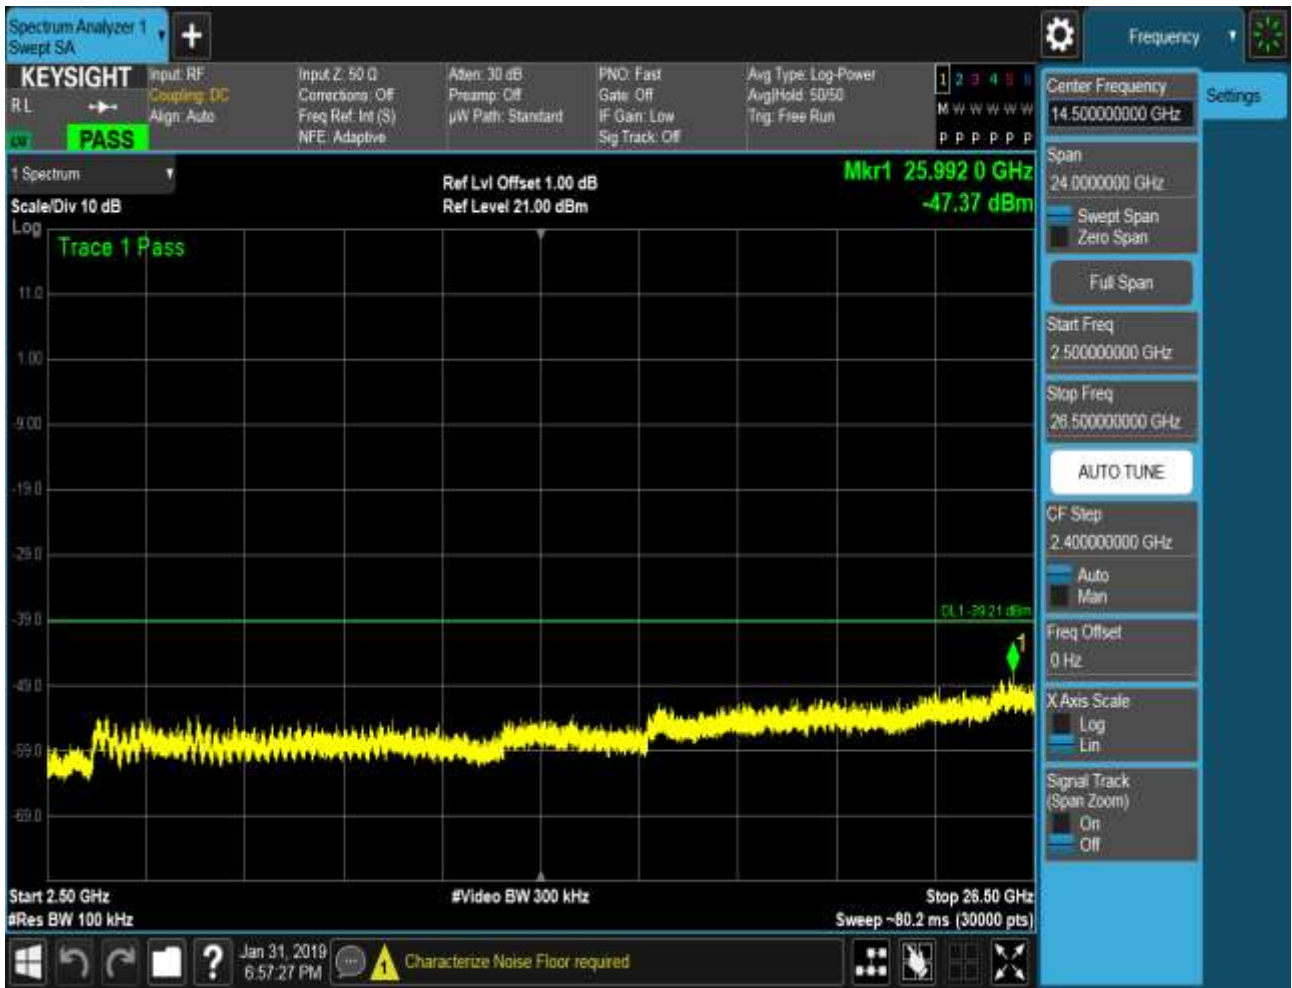 Spectrum Analyzer 1
Swept SA
+
Frequency
KEYSIGHT
R L
PASS
Input: RF
Coupling: DC
Align: Auto
Input Z: 50 Ω
Corrections: Off
Freq Ref: Int (S)
NFE: Adaptive
Atten: 30 dB
Preamp: Off
µW Path: Standard
PNO: Fast
Gate: Off
IF Gain: Low
Sig Track: Off
Avg Type: Log-Power
Avg|Hold: 50/50
Trig: Free Run
1 2 3 4 5 6
M W W W W W
P P P P P P
1 Spectrum
Scale/Div 10 dB
Log
Ref Lvl Offset 1.00 dB
Ref Level 21.00 dBm
Mkr1 25.992 0 GHz
-47.37 dBm
Trace 1 Pass
11.0
1.00
-9.00
-19.0
-29.0
-39.0
DL1 -39.21 dBm
1
-49.0
-59.0
-69.0
Start 2.50 GHz
#Res BW 100 kHz
#Video BW 300 kHz
Stop 26.50 GHz
Sweep ~80.2 ms (30000 pts)
Center Frequency
14.500000000 GHz
Settings
Span
24.0000000 GHz
Swept Span
Zero Span
Full Span
Start Freq
2.500000000 GHz
Stop Freq
26.500000000 GHz
AUTO TUNE
CF Step
2.400000000 GHz
Auto
Man
Freq Offset
0 Hz
X Axis Scale
Log
Lin
Signal Track
(Span Zoom)
On
Off
?
Jan 31, 2019
6:57:27 PM
1
Characterize Noise Floor required